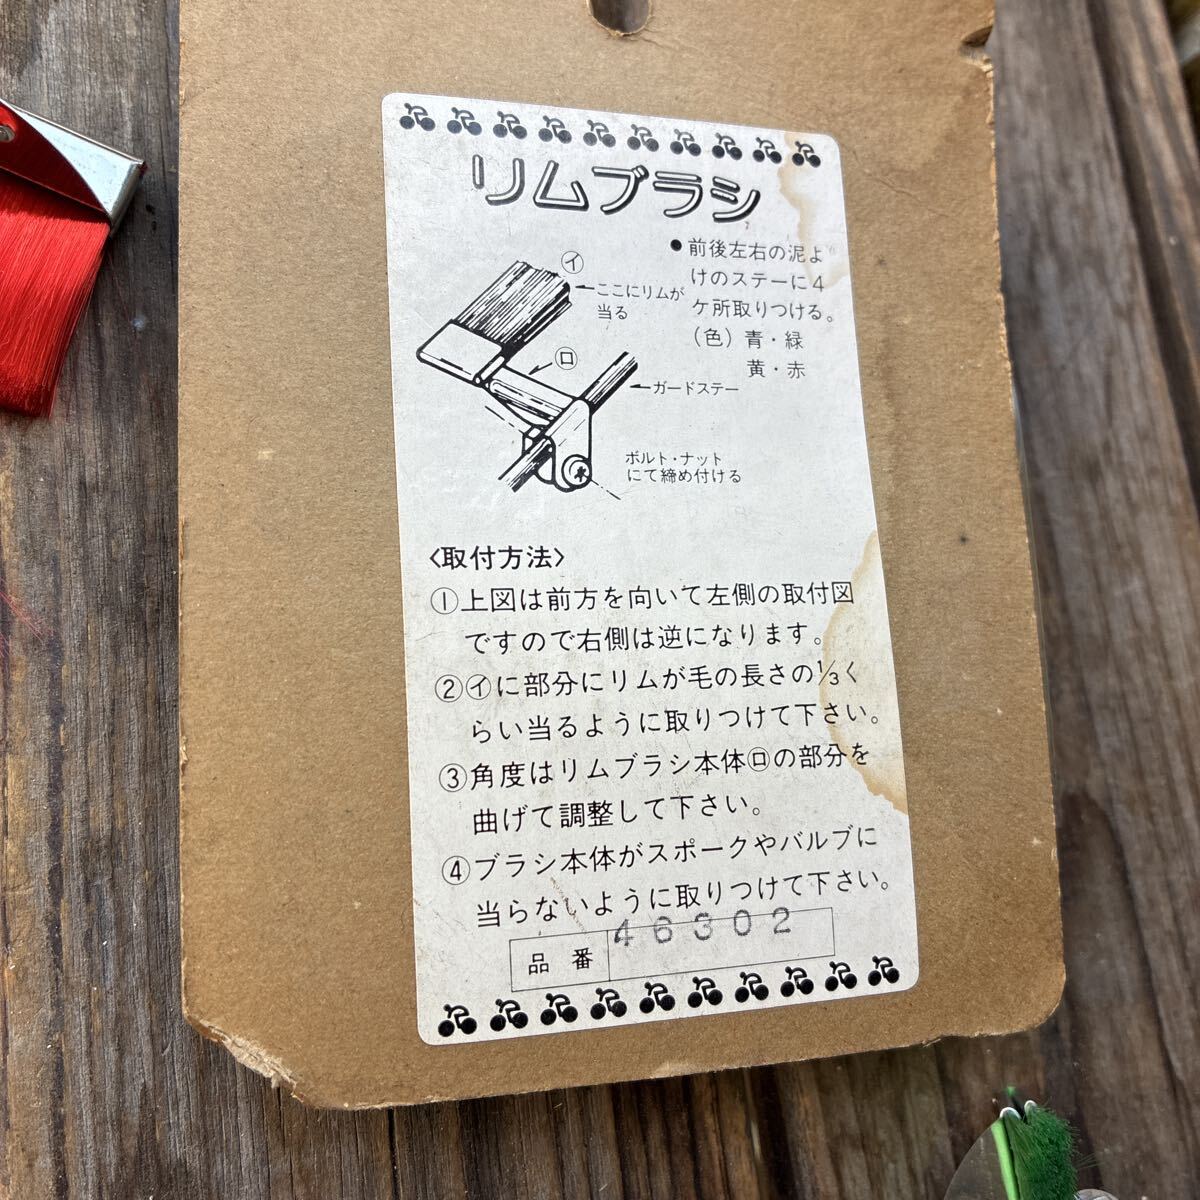 リムブラシ
●前後左右の泥よ
けのステーに4
ケ所取りつける。
(色)青・緑
黄・赤
㋑
←ここにリムが
当る
㋺
←ガードステー
ボルト・ナット
にて締め付ける
〈取付方法〉
①上図は前方を向いて左側の取付図
ですので右側は逆になります。
②㋑に部分にリムが毛の長さの⅓く
らい当るように取りつけて下さい。
③角度はリムブラシ本体㋺の部分を
曲げて調整して下さい。
④ブラシ本体がスポークやバルブに
当らないように取りつけて下さい。
品番 46302